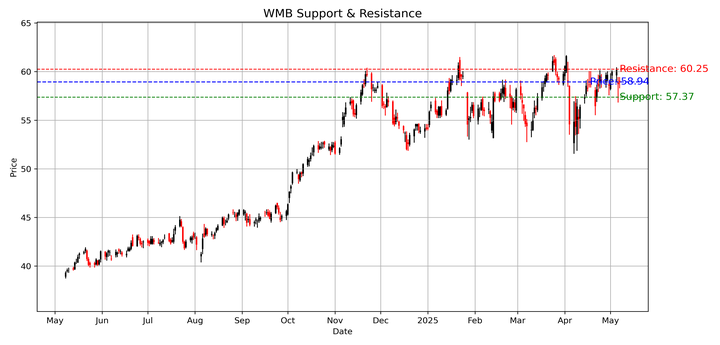 WMB Support & Resistance
65
60
55
50
45
40
Price
Resistance: 60.25
Price: 58.94
Support: 57.37
May Jun Jul Aug Sep Oct Nov Dec 2025 Feb Mar Apr May
Date